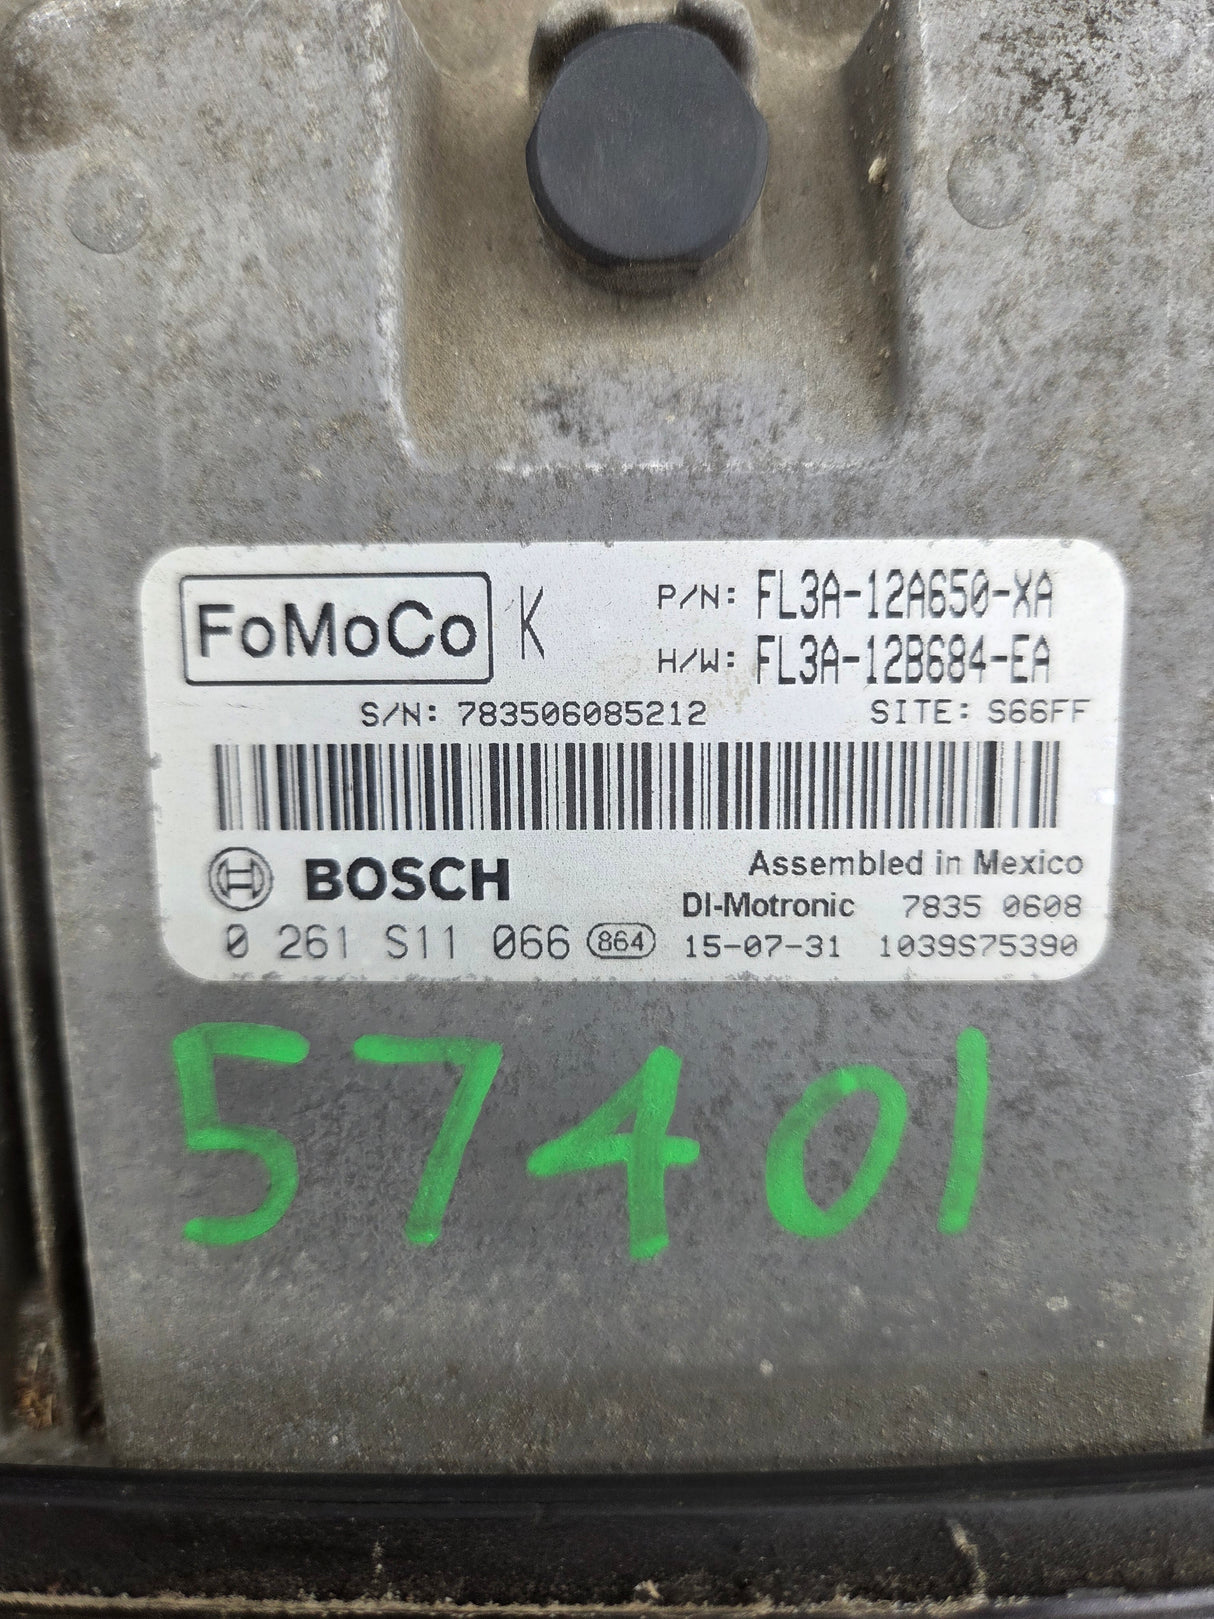 FoMoCo K P/N: FL3A-12A650-XA
H/W: FL3A-12B684-EA
S/N: 783506085212 SITE: S66FF
BOSCH Assembled in Mexico
DI-Motronic 7835 0608
0 261 S11 066 864 15-07-31 1039S75390
57401